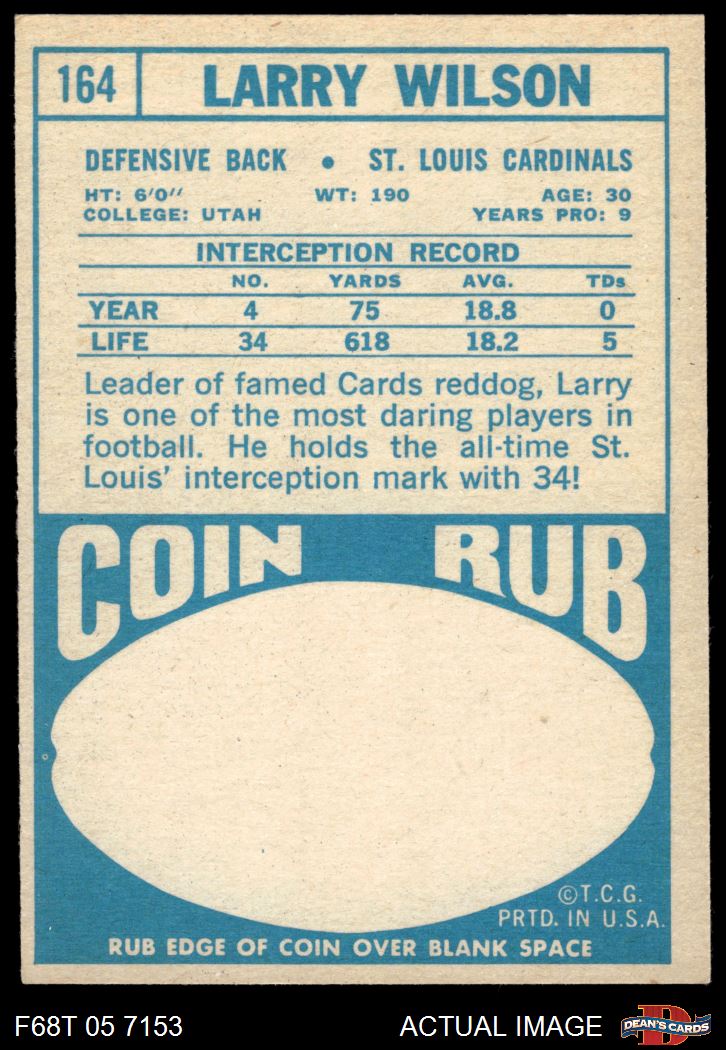 164 LARRY WILSON
DEFENSIVE BACK • ST. LOUIS CARDINALS
HT: 6'0" WT: 190 AGE: 30
COLLEGE: UTAH YEARS PRO: 9
INTERCEPTION RECORD
NO. YARDS AVG. TDs
YEAR 4 75 18.8 0
LIFE 34 618 18.2 5
Leader of famed Cards reddog, Larry
is one of the most daring players in
football. He holds the all-time St.
Louis' interception mark with 34!
COIN RUB
©T.C.G.
PRTD. IN U.S.A.
RUB EDGE OF COIN OVER BLANK SPACE
F68T 05 7153 ACTUAL IMAGE
D
DEAN'S CARDS